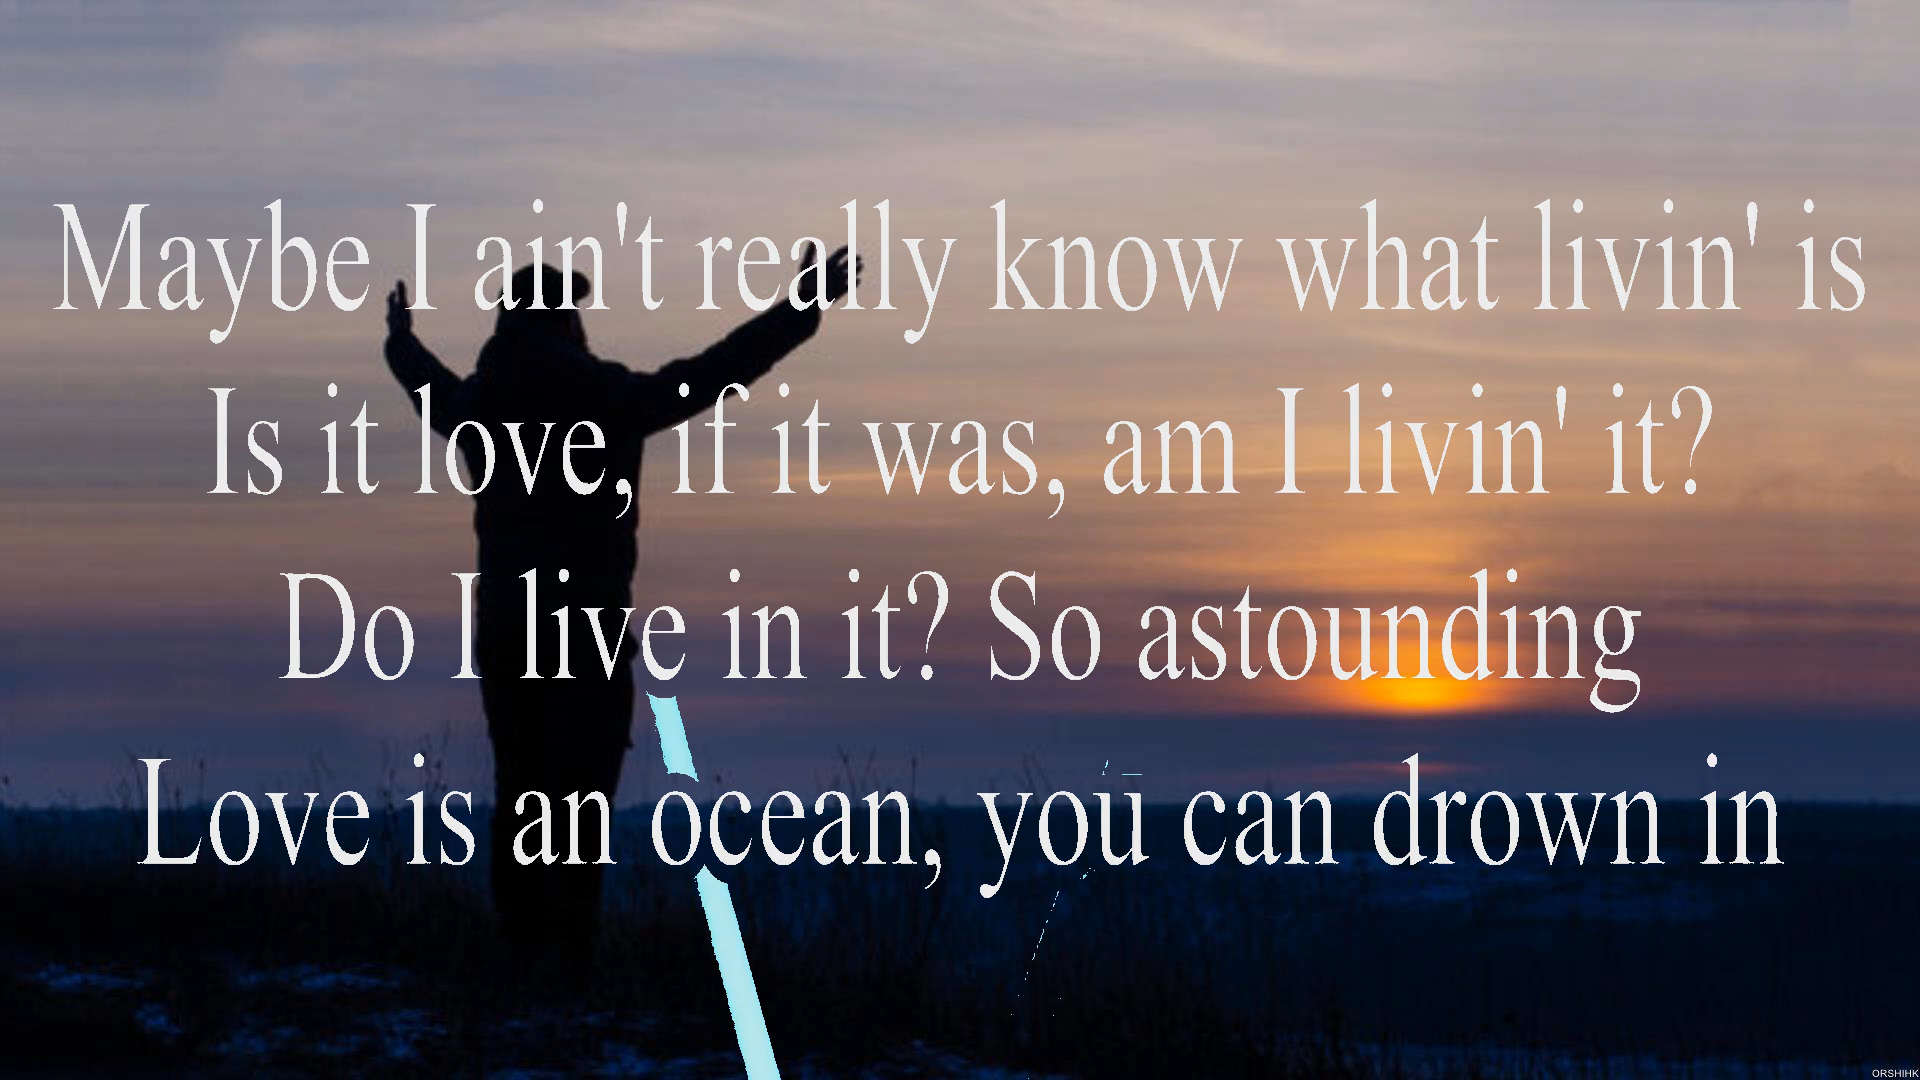 Maybe I ain't really know what livin' is
Is it love, if it was, am I livin' it?
Do I live in it? So astounding
Love is an ocean, you can drown in
ORSHIHK